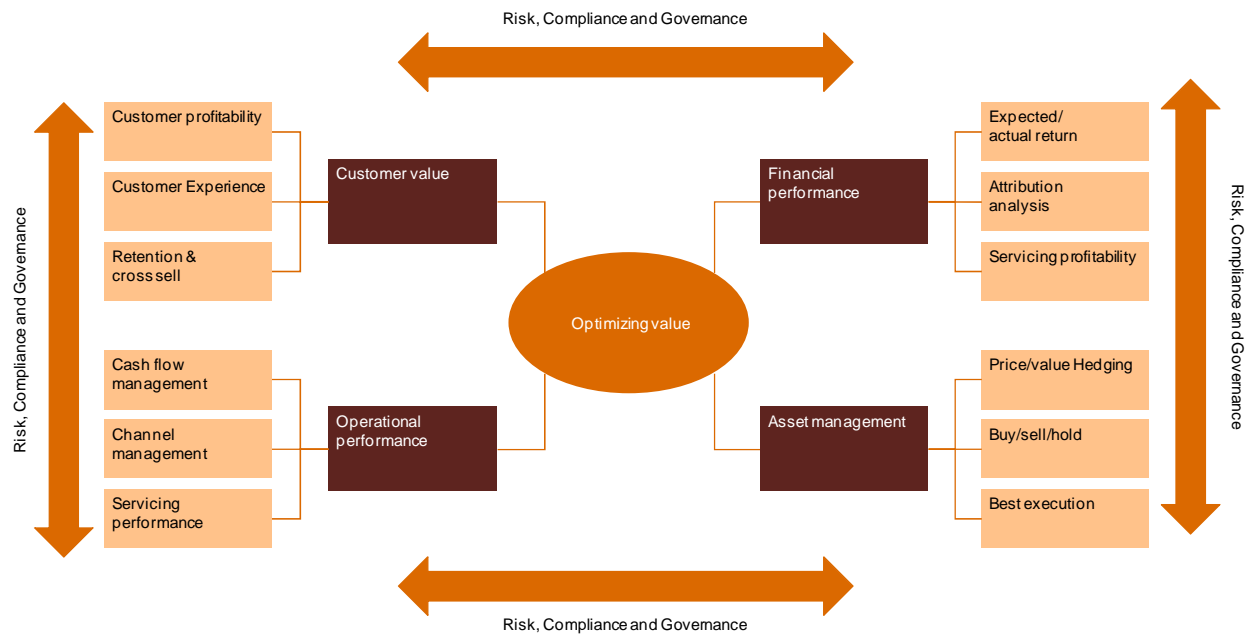 Risk, Compliance and Governance
Risk, Compliance and Governance
Customer profitability
Customer Experience
Retention &
cross sell
Customer value
Financial
performance
Expected/
actual return
Attribution
analysis
Servicing profitability
Risk, Compliance and Governance
Optimizing value
Cash flow
management
Channel
management
Servicing
performance
Operational
performance
Asset management
Price/value Hedging
Buy/sell/hold
Best execution
Risk, Compliance and Governance